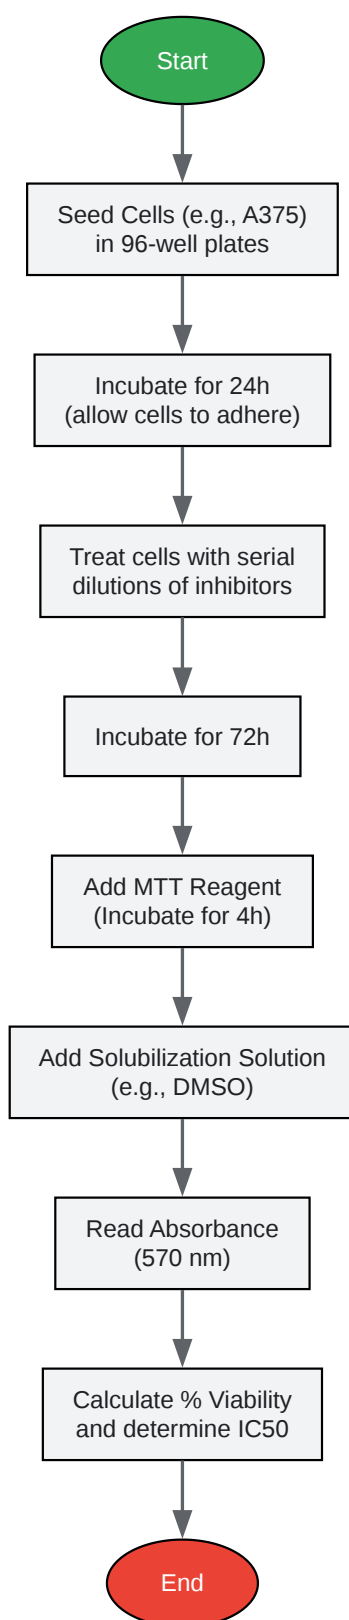 Start
Seed Cells (e.g., A375)
in 96-well plates
Incubate for 24h
(allow cells to adhere)
Treat cells with serial
dilutions of inhibitors
Incubate for 72h
Add MTT Reagent
(Incubate for 4h)
Add Solubilization Solution
(e.g., DMSO)
Read Absorbance
(570 nm)
Calculate % Viability
and determine IC50
End